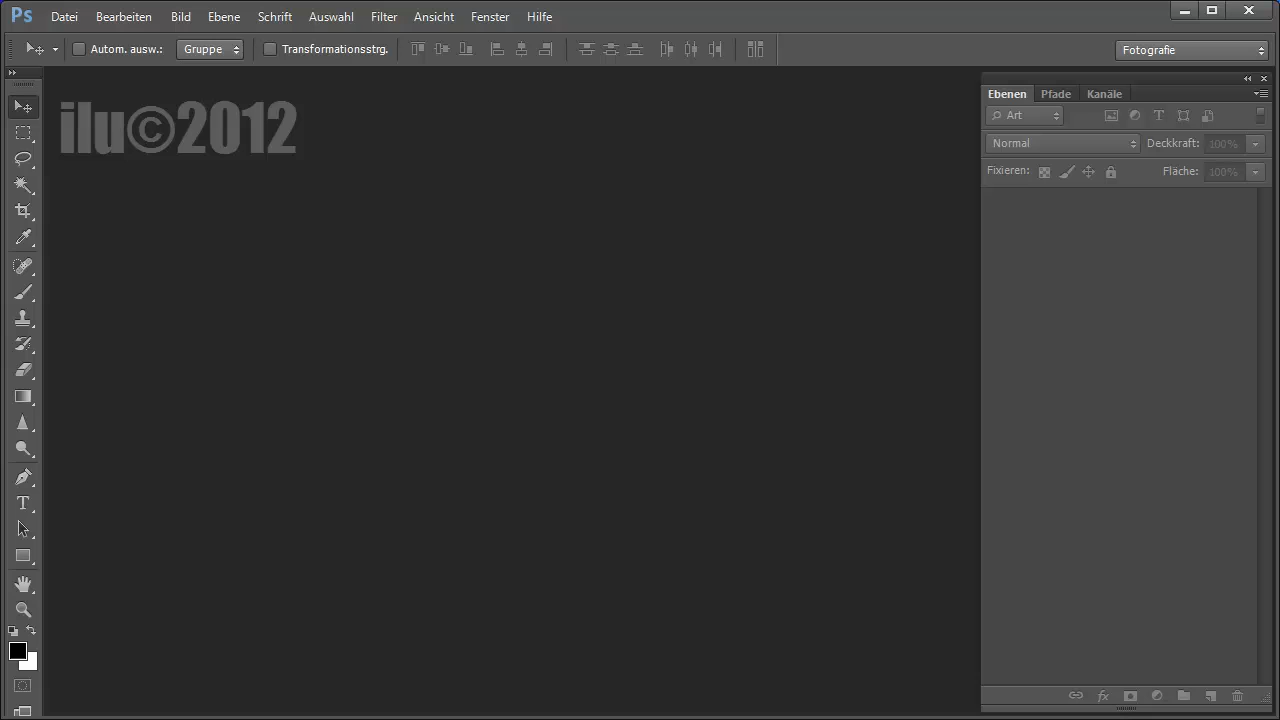 Ps Datei Bearbeiten Bild Ebene Schrift Auswahl Filter Ansicht Fenster Hilfe
Autom. ausw.: Gruppe Transformationsstrg. Fotografie
ilu©2012
Ebenen Pfade Kanäle
Art T
Normal Deckkraft: 100%
Fixieren: Fläche: 100%
T
fx